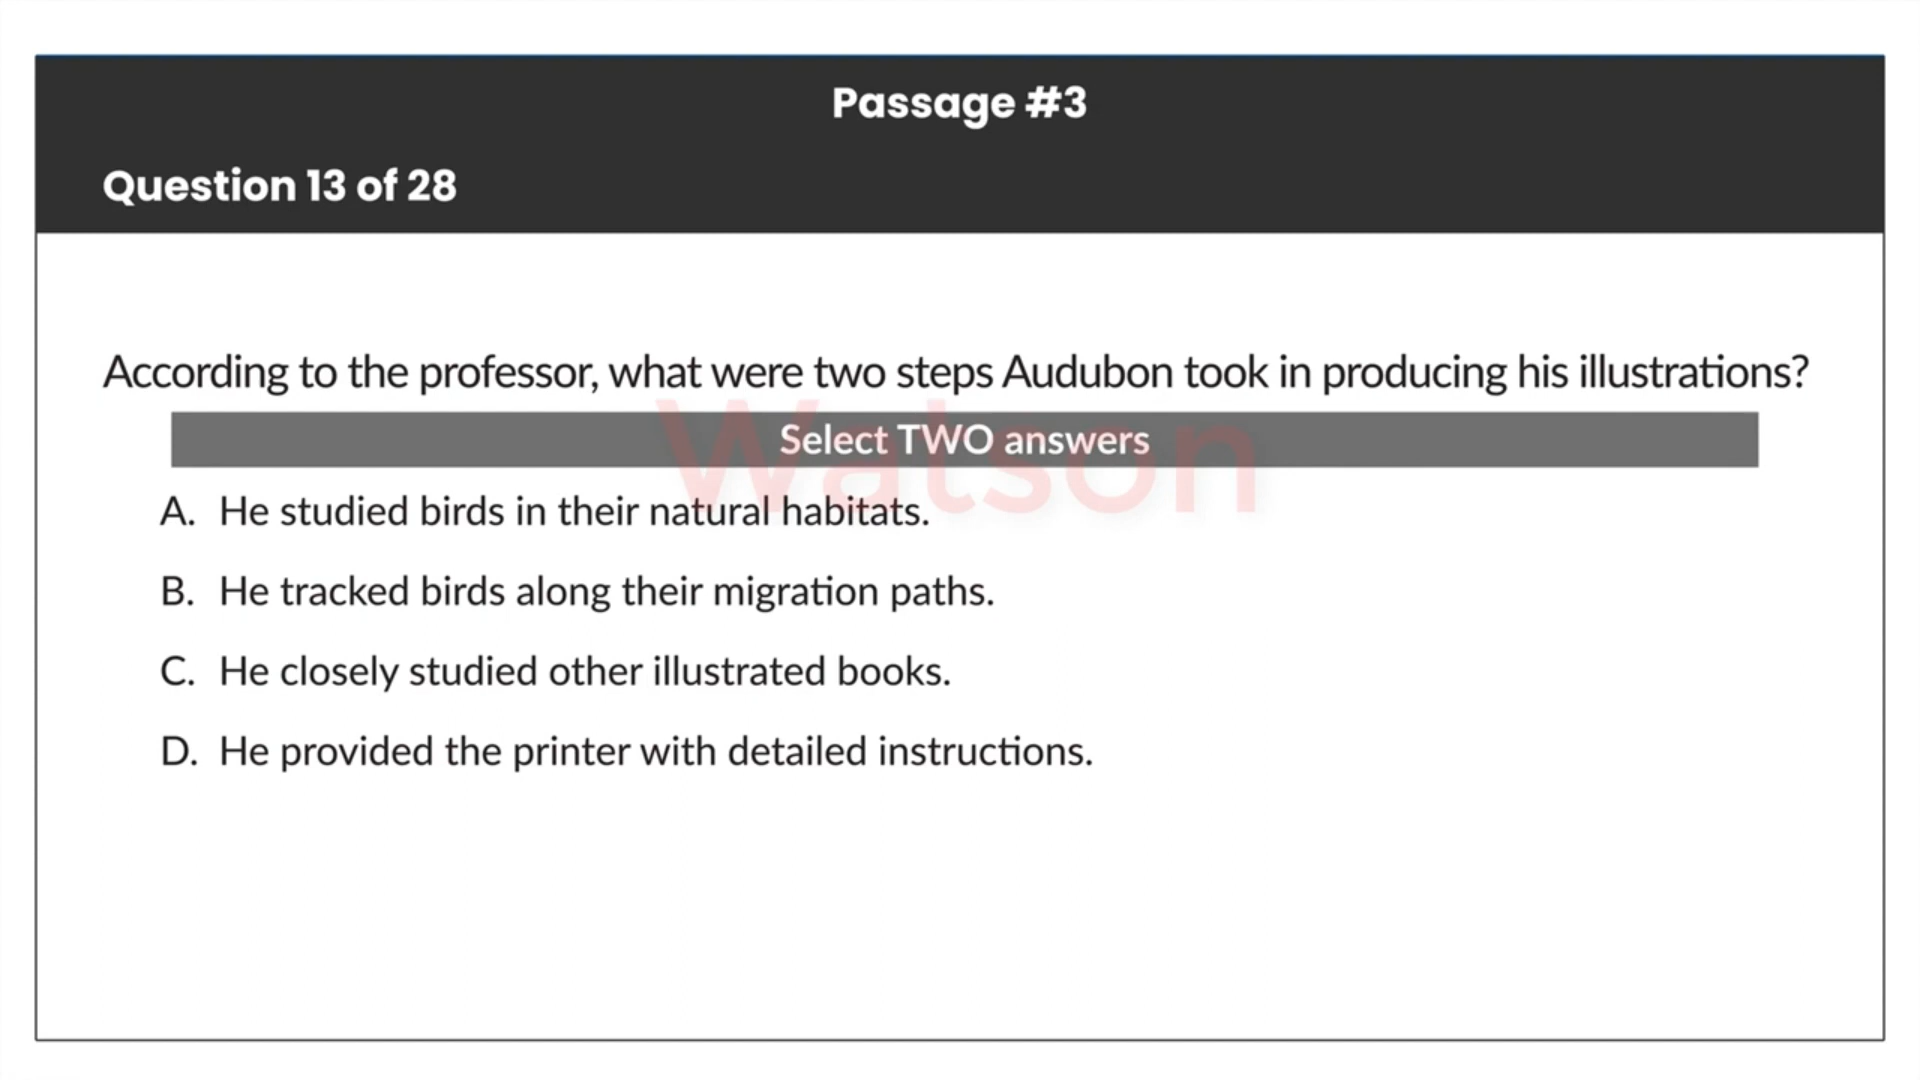 Passage #3
Question 13 of 28
According to the professor, what were two steps Audubon took in producing his illustrations?
Select TWO answers
Watson
A. He studied birds in their natural habitats.
B. He tracked birds along their migration paths.
C. He closely studied other illustrated books.
D. He provided the printer with detailed instructions.